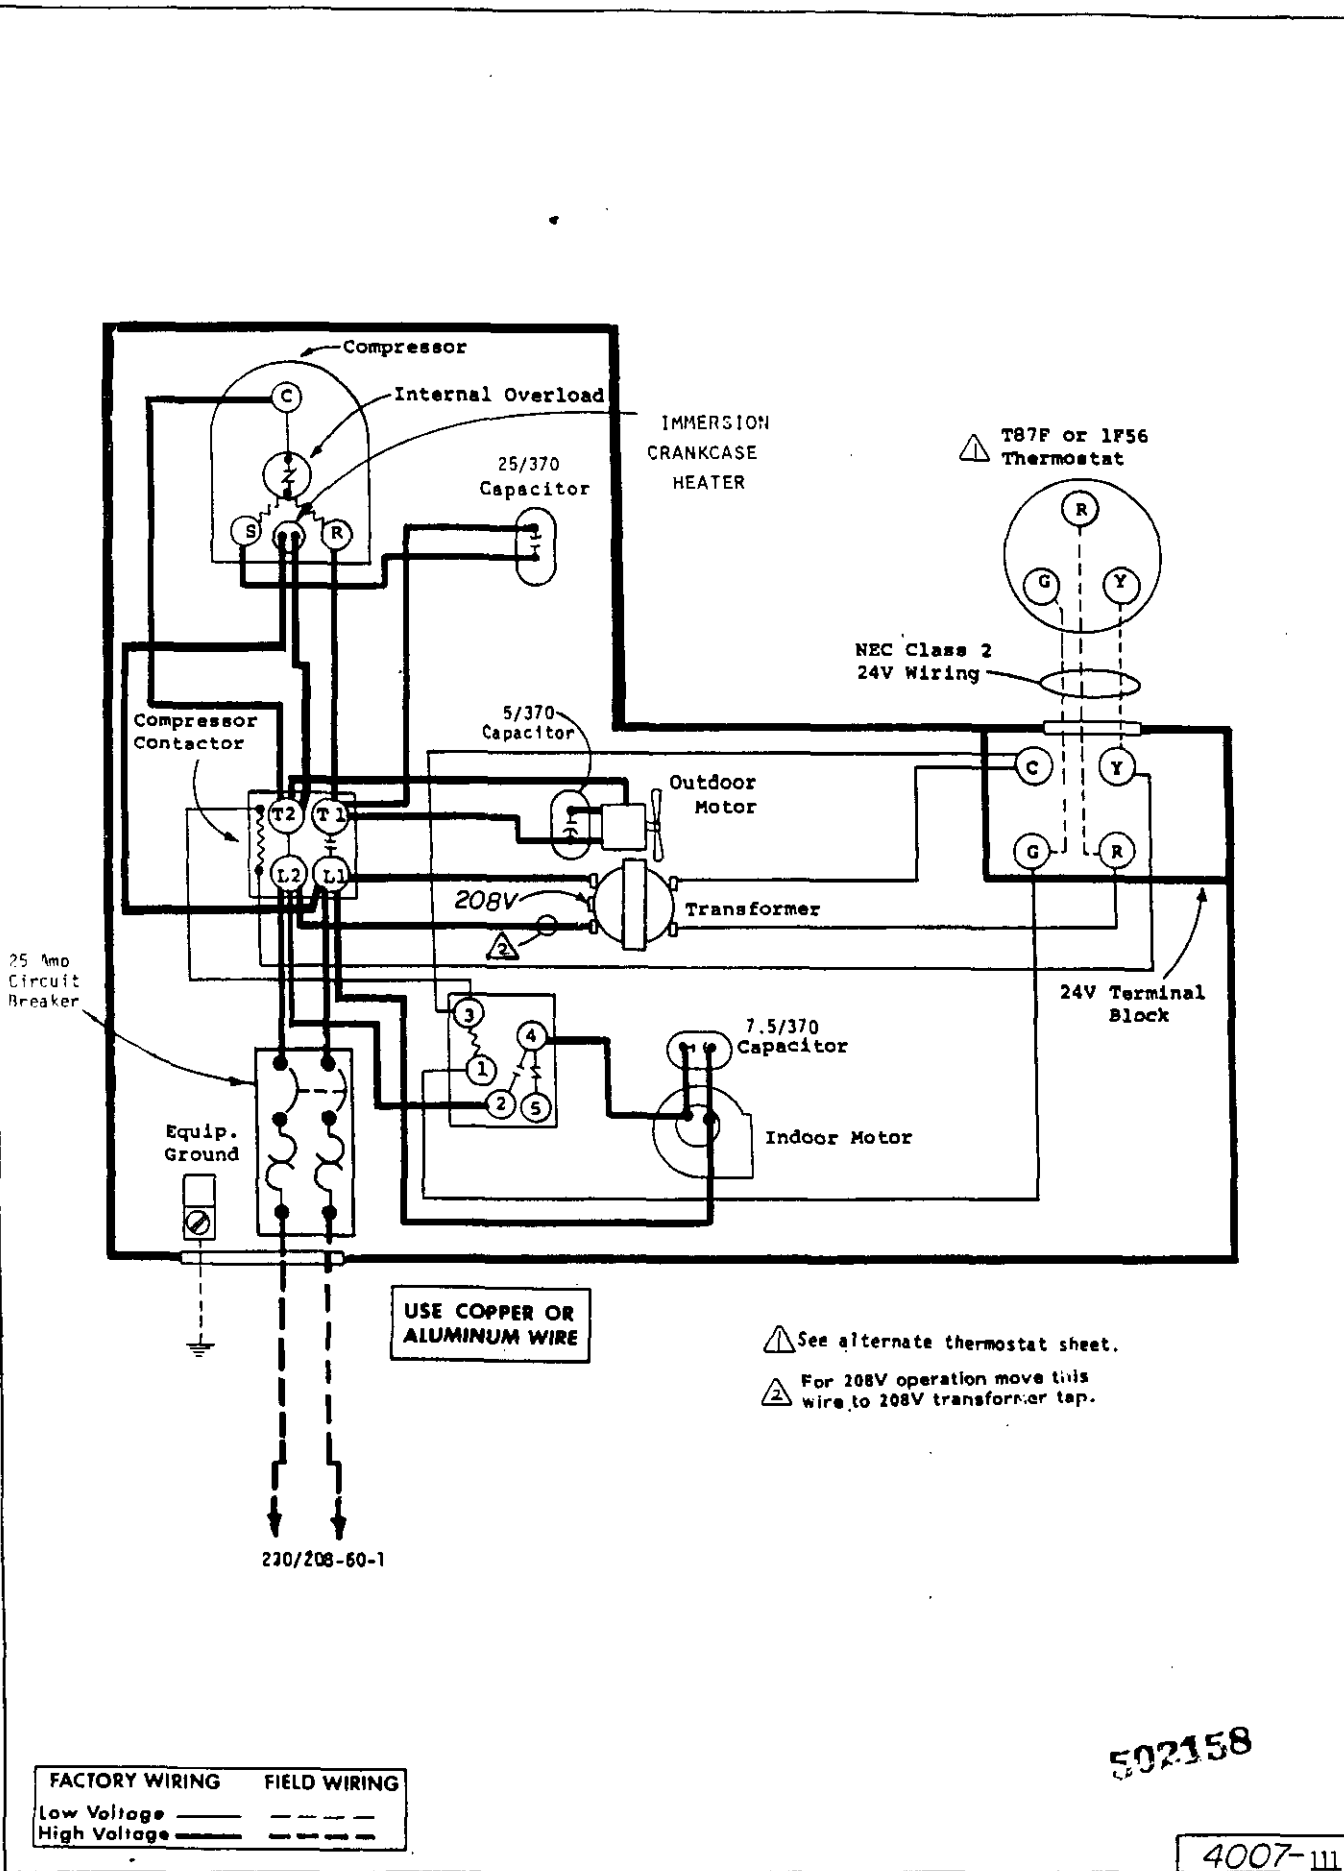 Compressor
C
Internal Overload
IMMERSION
CRANKCASE
HEATER
25/370
Capacitor
S
R
T87F or 1F56
1 Thermostat
R
G
Y
NEC Class 2
24V Wiring
5/370
Capacitor
Compressor
Contactor
Outdoor
Motor
C
Y
T2
T1
L2
L1
G
R
208V
Transformer
2
25 Amp
Circuit
Breaker
24V Terminal
Block
3
4
1
2
5
7.5/370
Capacitor
Indoor Motor
Equip.
Ground
USE COPPER OR
ALUMINUM WIRE
1 See alternate thermostat sheet.
2 For 208V operation move this
wire to 208V transformer tap.
230/208-60-1
502158
FACTORY WIRING FIELD WIRING
Low Voltage
High Voltage
4007-111